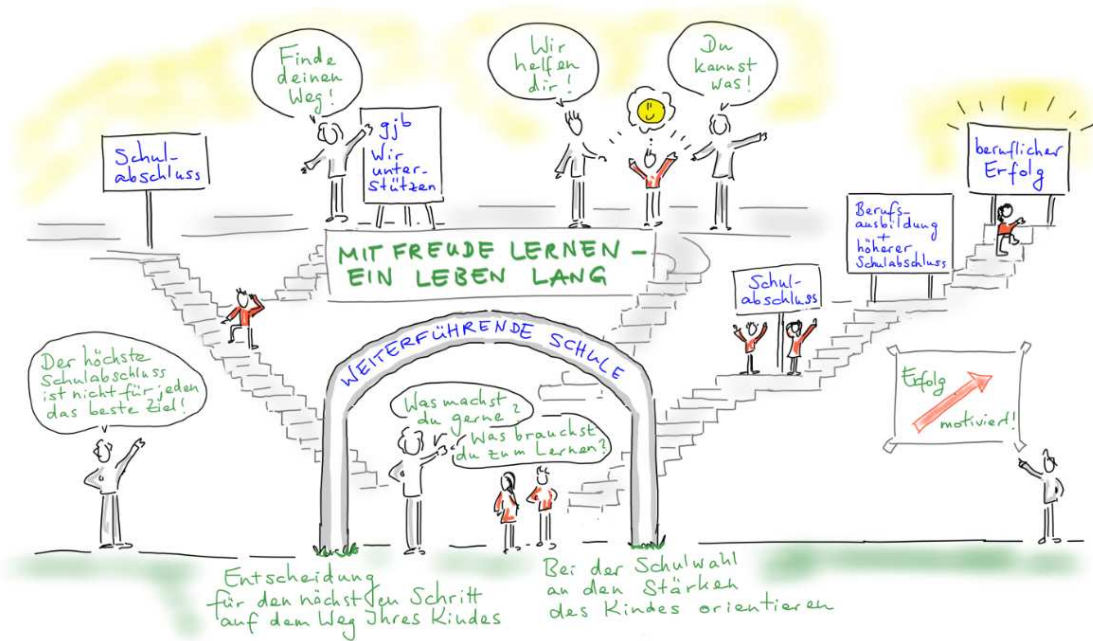 Finde
deinen
Weg!
Wir
helfen
dir!
Du
kannst
was!
Schul-
abschluss
gjb
Wir
unter-
stützen
beruflicher
Erfolg
Berufs-
ausbildung
+
höherer
Schulabschluss
MIT FREUDE LERNEN –
EIN LEBEN LANG
Schul-
abschluss
WEITERFÜHRENDE SCHULE
Der höchste
Schulabschluss
ist nicht für jeden
das beste Ziel!
Was machst
du gerne?
Was brauchst
du zum Lernen?
Erfolg
motiviert!
Entscheidung
für den nächsten Schritt
auf dem Weg Ihres Kindes
Bei der Schulwahl
an den Stärken
des Kindes orientieren